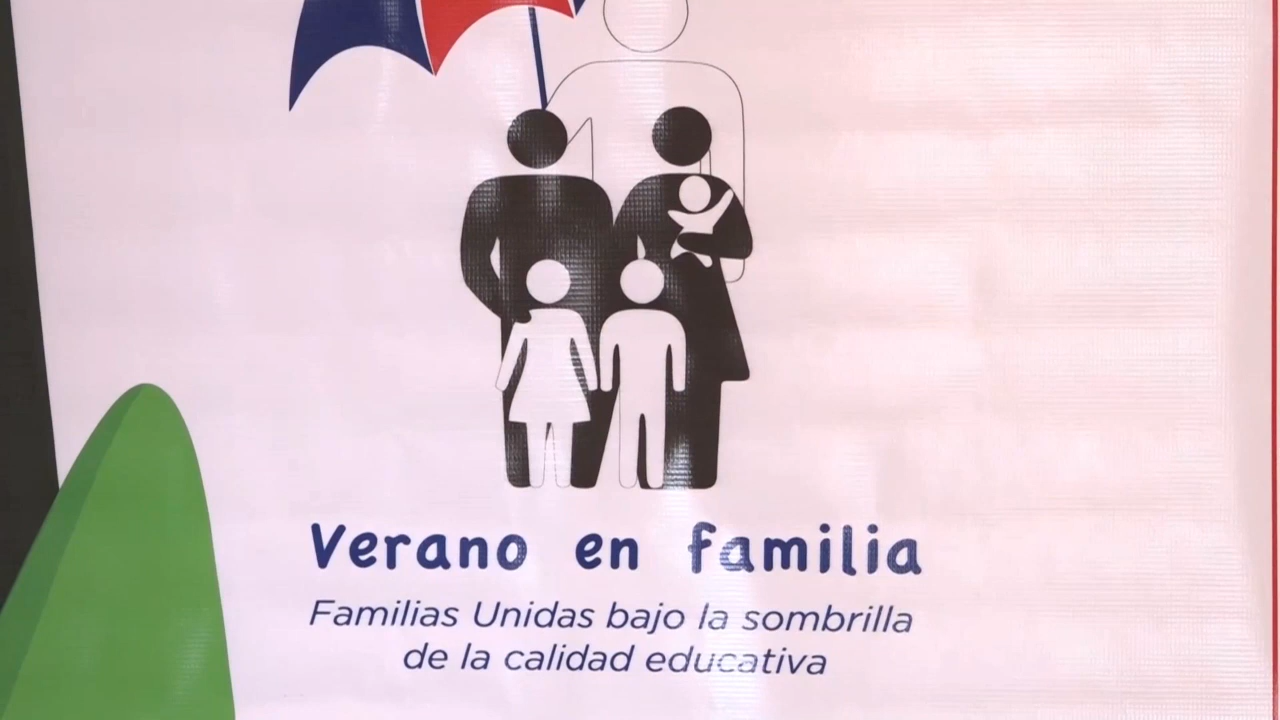 Verano en familia
Familias Unidas bajo la sombrilla
de la calidad educativa